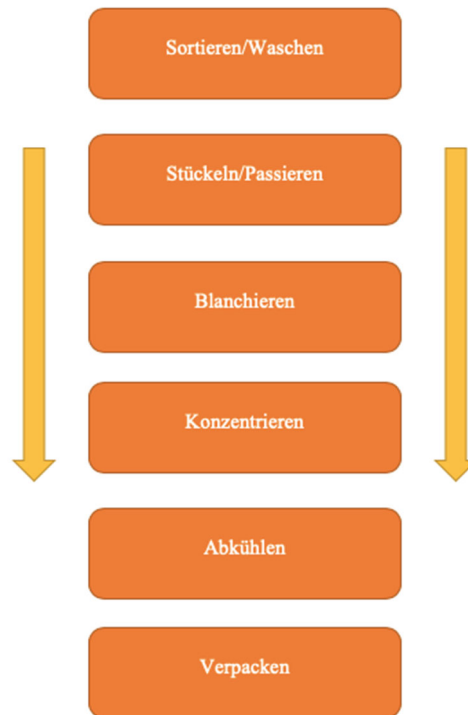 Sortieren/Waschen
Stückeln/Passieren
Blanchieren
Konzentrieren
Abkühlen
Verpacken